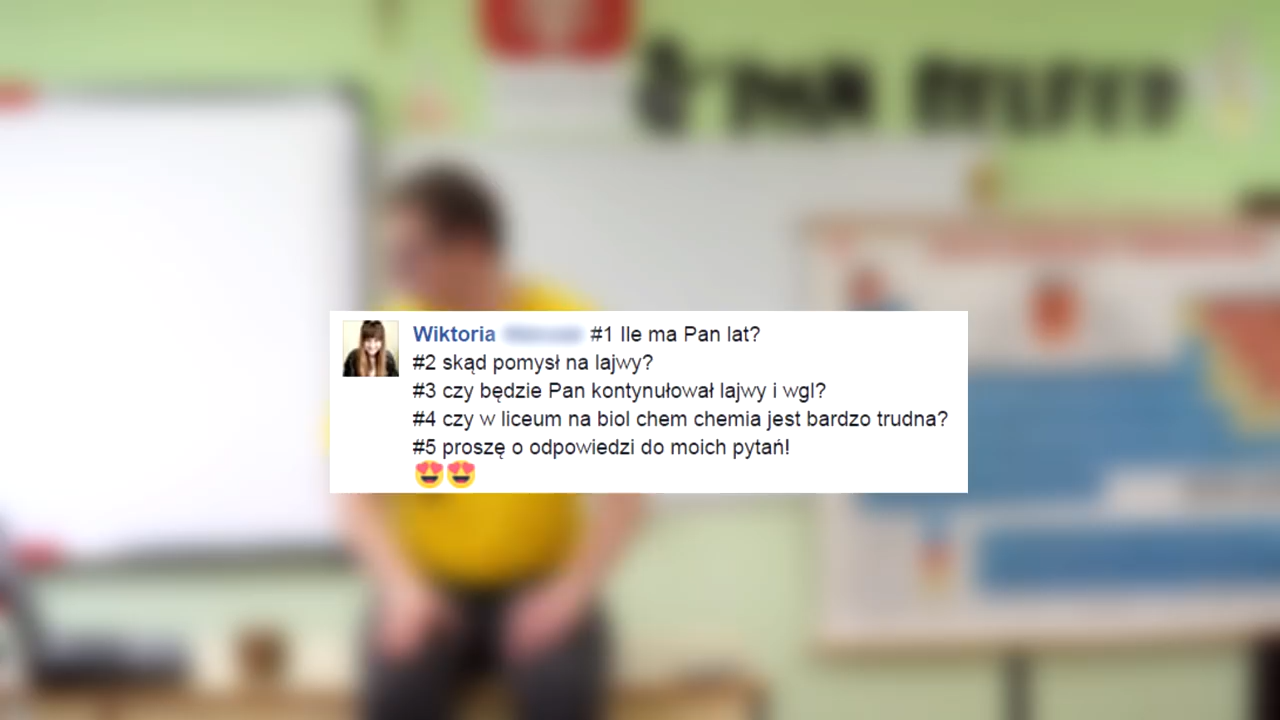 Wiktoria #1 Ile ma Pan lat?
#2 skąd pomysł na lajwy?
#3 czy będzie Pan kontynułował lajwy i wgl?
#4 czy w liceum na biol chem chemia jest bardzo trudna?
#5 proszę o odpowiedzi do moich pytań!
😍😍